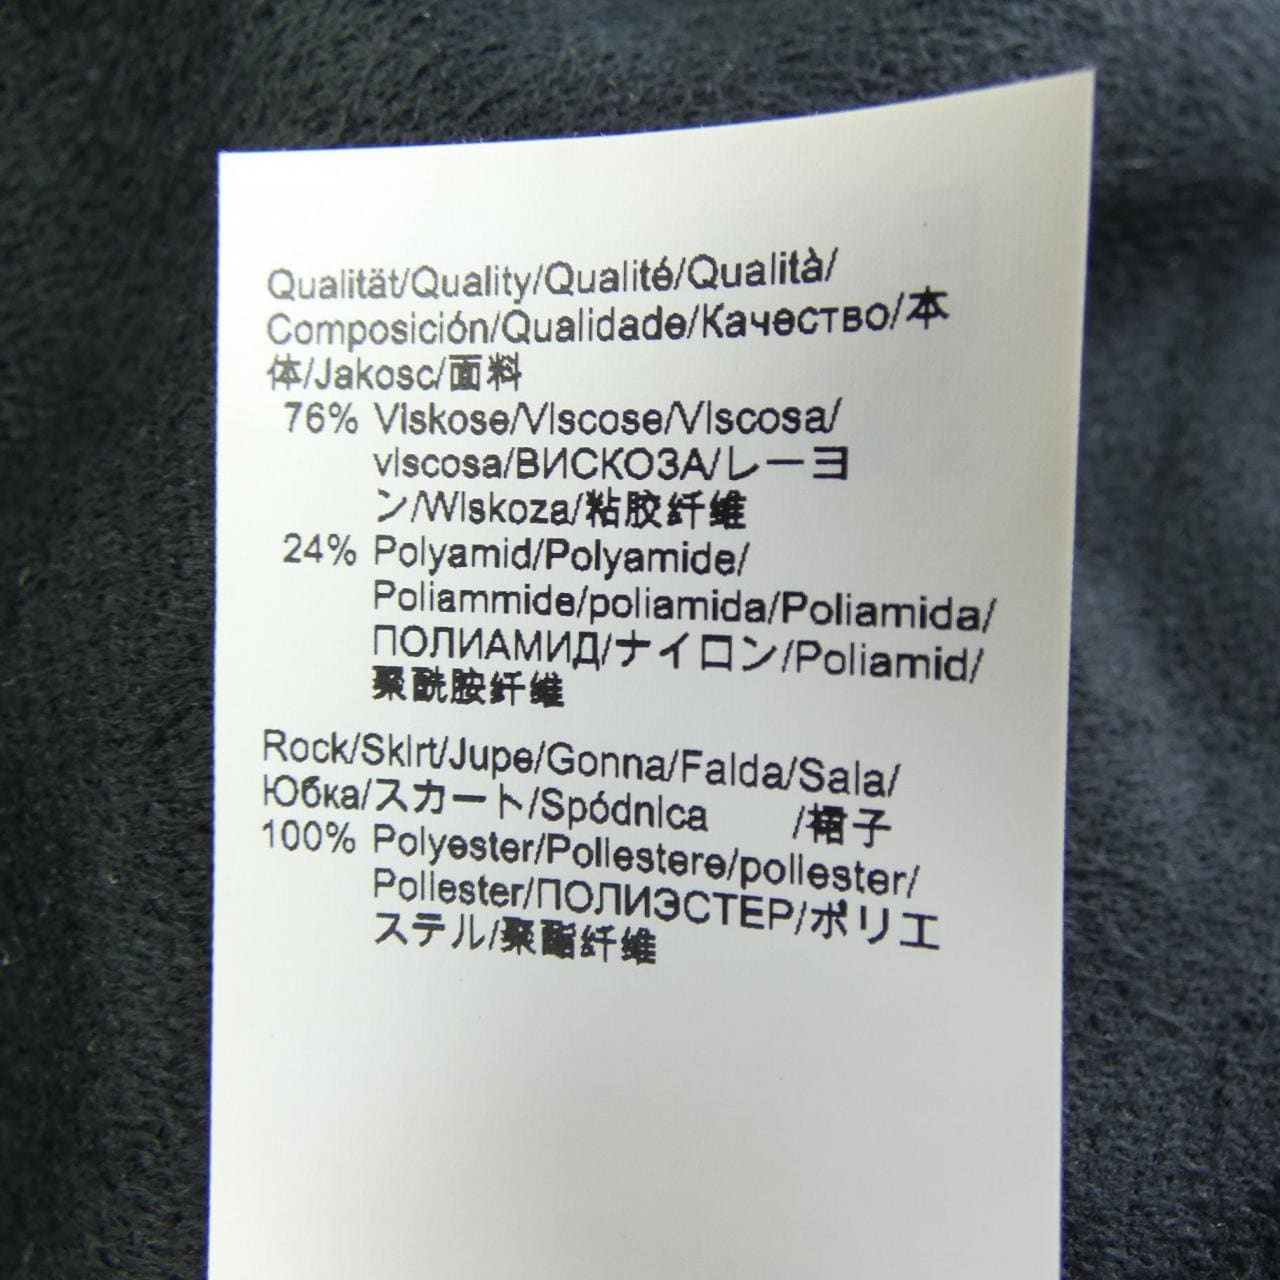 Qualität/Quality/Qualité/Qualità/
Composición/Qualidade/Качество/本
体/Jakosc/面料
76% Viskose/Viscose/Viscosa/
viscosa/ВИСКОЗА/レーヨ
ン/Wiskoza/粘胶纤维
24% Polyamid/Polyamide/
Poliammide/poliamida/Poliamida/
ПОЛИАМИД/ナイロン/Poliamid/
聚酰胺纤维
Rock/Skirt/Jupe/Gonna/Falda/Saia/
Юбка/スカート/Spódnica /裙子
100% Polyester/Poliestere/poliester/
Poliester/ПОЛИЭСТЕР/ポリエ
ステル/聚酯纤维